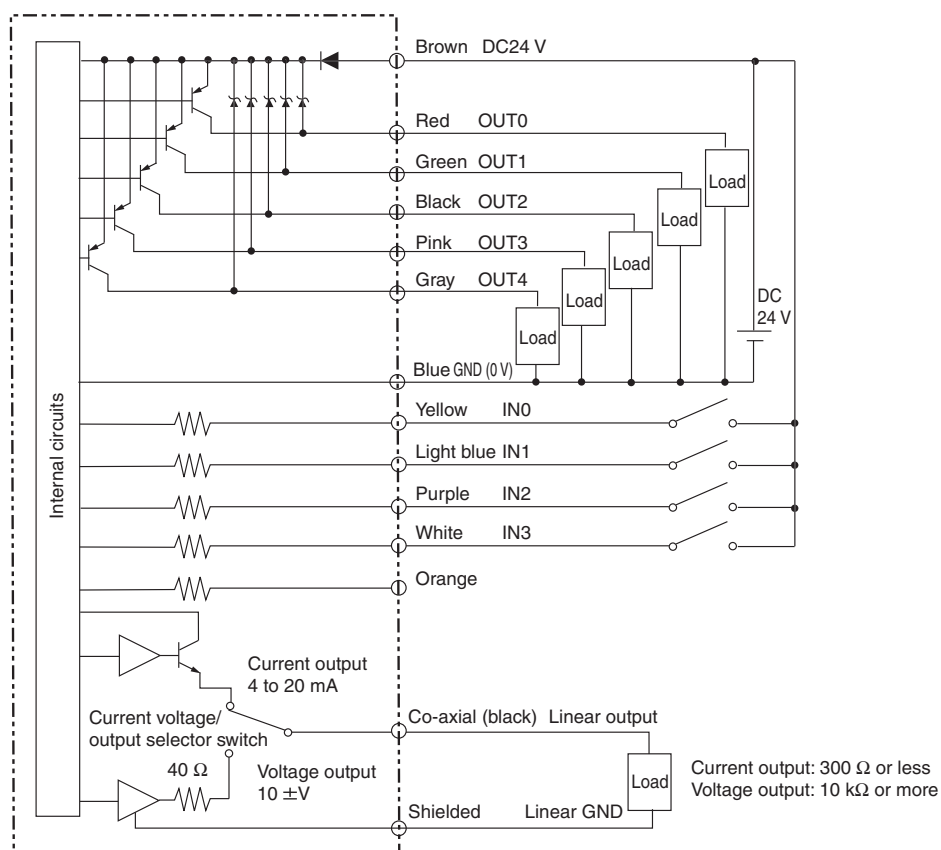 Brown DC24 V
Red OUT0
Green OUT1
Load
Black OUT2
Load
Pink OUT3
Load
Gray OUT4
Load
DC
24 V
Load
Blue GND (0 V)
Internal circuits
Yellow IN0
Light blue IN1
Purple IN2
White IN3
Orange
Current output
4 to 20 mA
Current voltage/
output selector switch
Co-axial (black) Linear output
40 Ω
Voltage output
10 ±V
Load
Current output: 300 Ω or less
Voltage output: 10 kΩ or more
Shielded Linear GND